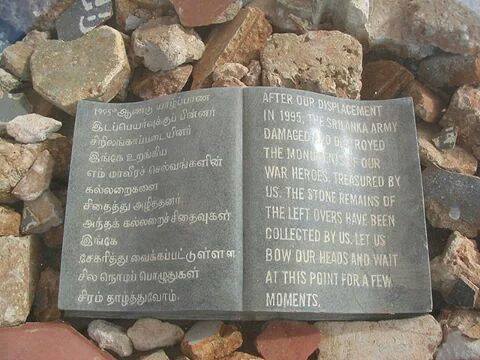 1995ம் ஆண்டு யாழ்ப்பாண
இடப்பெயர்வுக்குப் பின்னர்
சிறிலங்காப்படையினர்
இங்கே உறங்கிய
எம் மாவீரச் செல்வங்களின்
கல்லறைகளை
சிதைத்து அழித்தனர்
அந்தக் கல்லறைச்சிதைவுகள்
இங்கே
சேகரித்து வைக்கப்பட்டுள்ளன
சில நொடிப் பொழுதுகள்
சிரம் தாழ்த்துவோம்.
AFTER OUR DISPLACEMENT
IN 1995, THE SRILANKA ARMY
DAMAGED AND DESTROYED
THE MONUMENTS OF OUR
WAR HEROES, TREASURED BY
US. THE STONE REMAINS OF
THE LEFT OVERS HAVE BEEN
COLLECTED BY US. LET US
BOW OUR HEADS AND WAIT
AT THIS POINT FOR A FEW
MOMENTS.